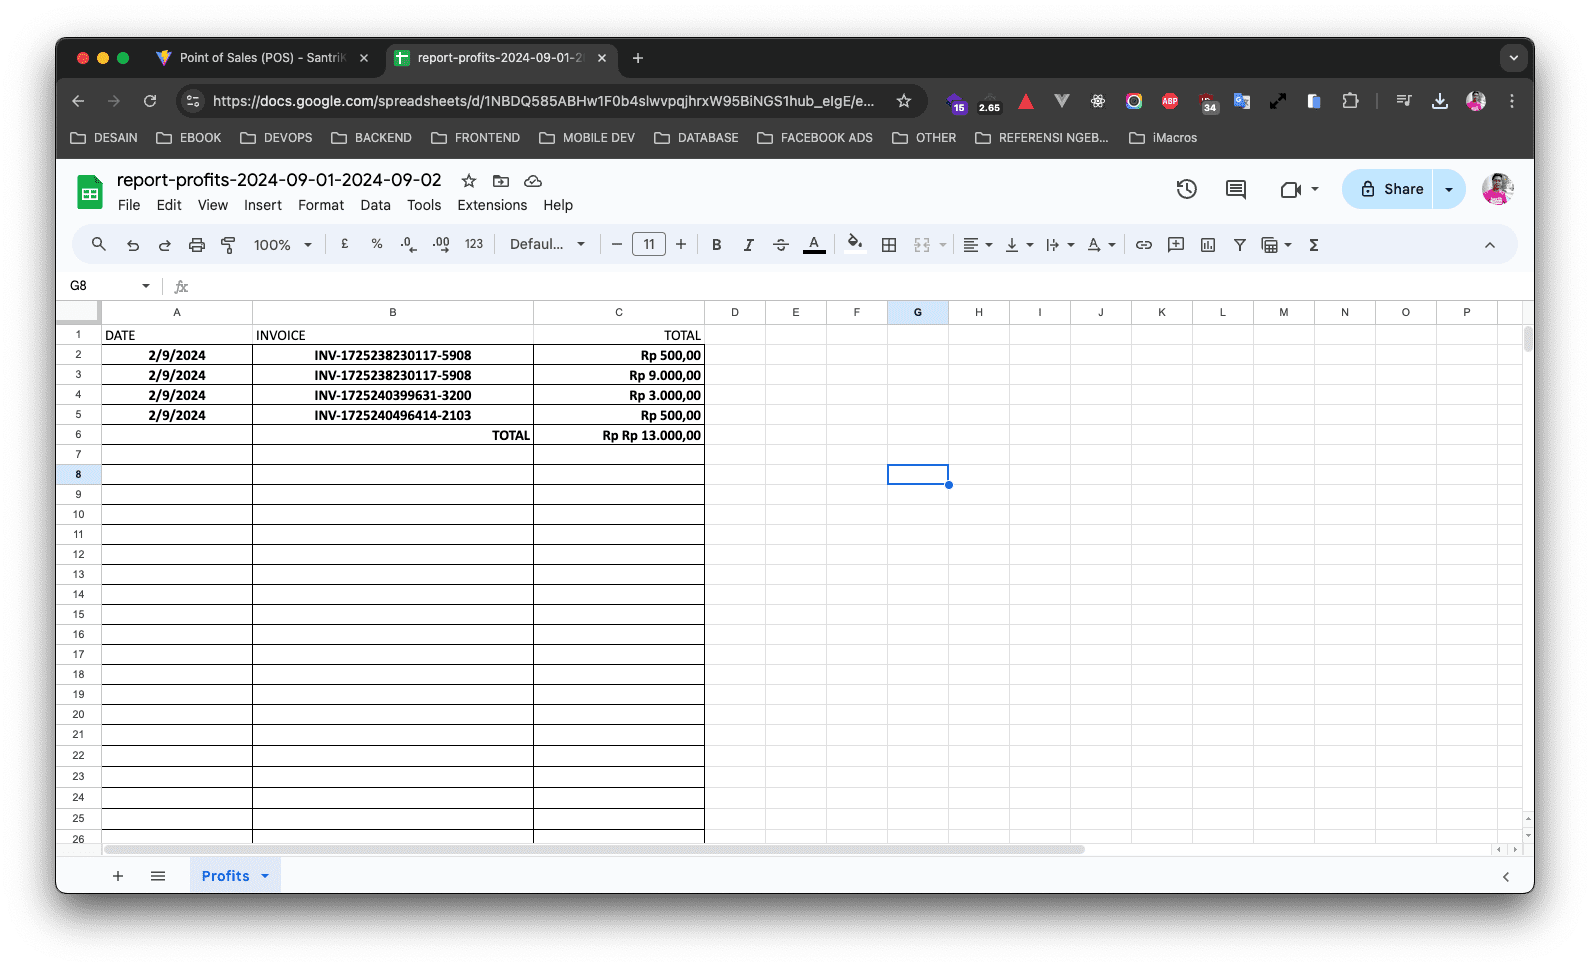 Point of Sales (POS) - SantriK
report-profits-2024-09-01-2
https://docs.google.com/spreadsheets/d/1NBDQ585ABHw1F0b4slwvpqjhrxW95BiNGS1hub_eIgE/e...
15
2.65
ABP
34
DESAIN
EBOOK
DEVOPS
BACKEND
FRONTEND
MOBILE DEV
DATABASE
FACEBOOK ADS
OTHER
REFERENSI NGEB...
iMacros
report-profits-2024-09-01-2024-09-02
File Edit View Insert Format Data Tools Extensions Help
Share
100% £ % .0 .00 123 Defaul... 11 B I A Σ
G8 fx
A B C D E F G H I J K L M N O P
1 DATE INVOICE TOTAL
2 2/9/2024 INV-1725238230117-5908 Rp 500,00
3 2/9/2024 INV-1725238230117-5908 Rp 9.000,00
4 2/9/2024 INV-1725240399631-3200 Rp 3.000,00
5 2/9/2024 INV-1725240496414-2103 Rp 500,00
6 TOTAL Rp Rp 13.000,00
7
8
9
10
11
12
13
14
15
16
17
18
19
20
21
22
23
24
25
26
Profits